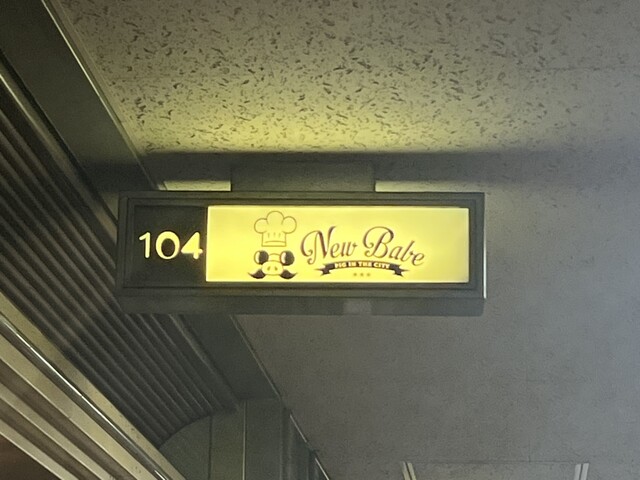 104
New Babe
PIG IN THE CITY